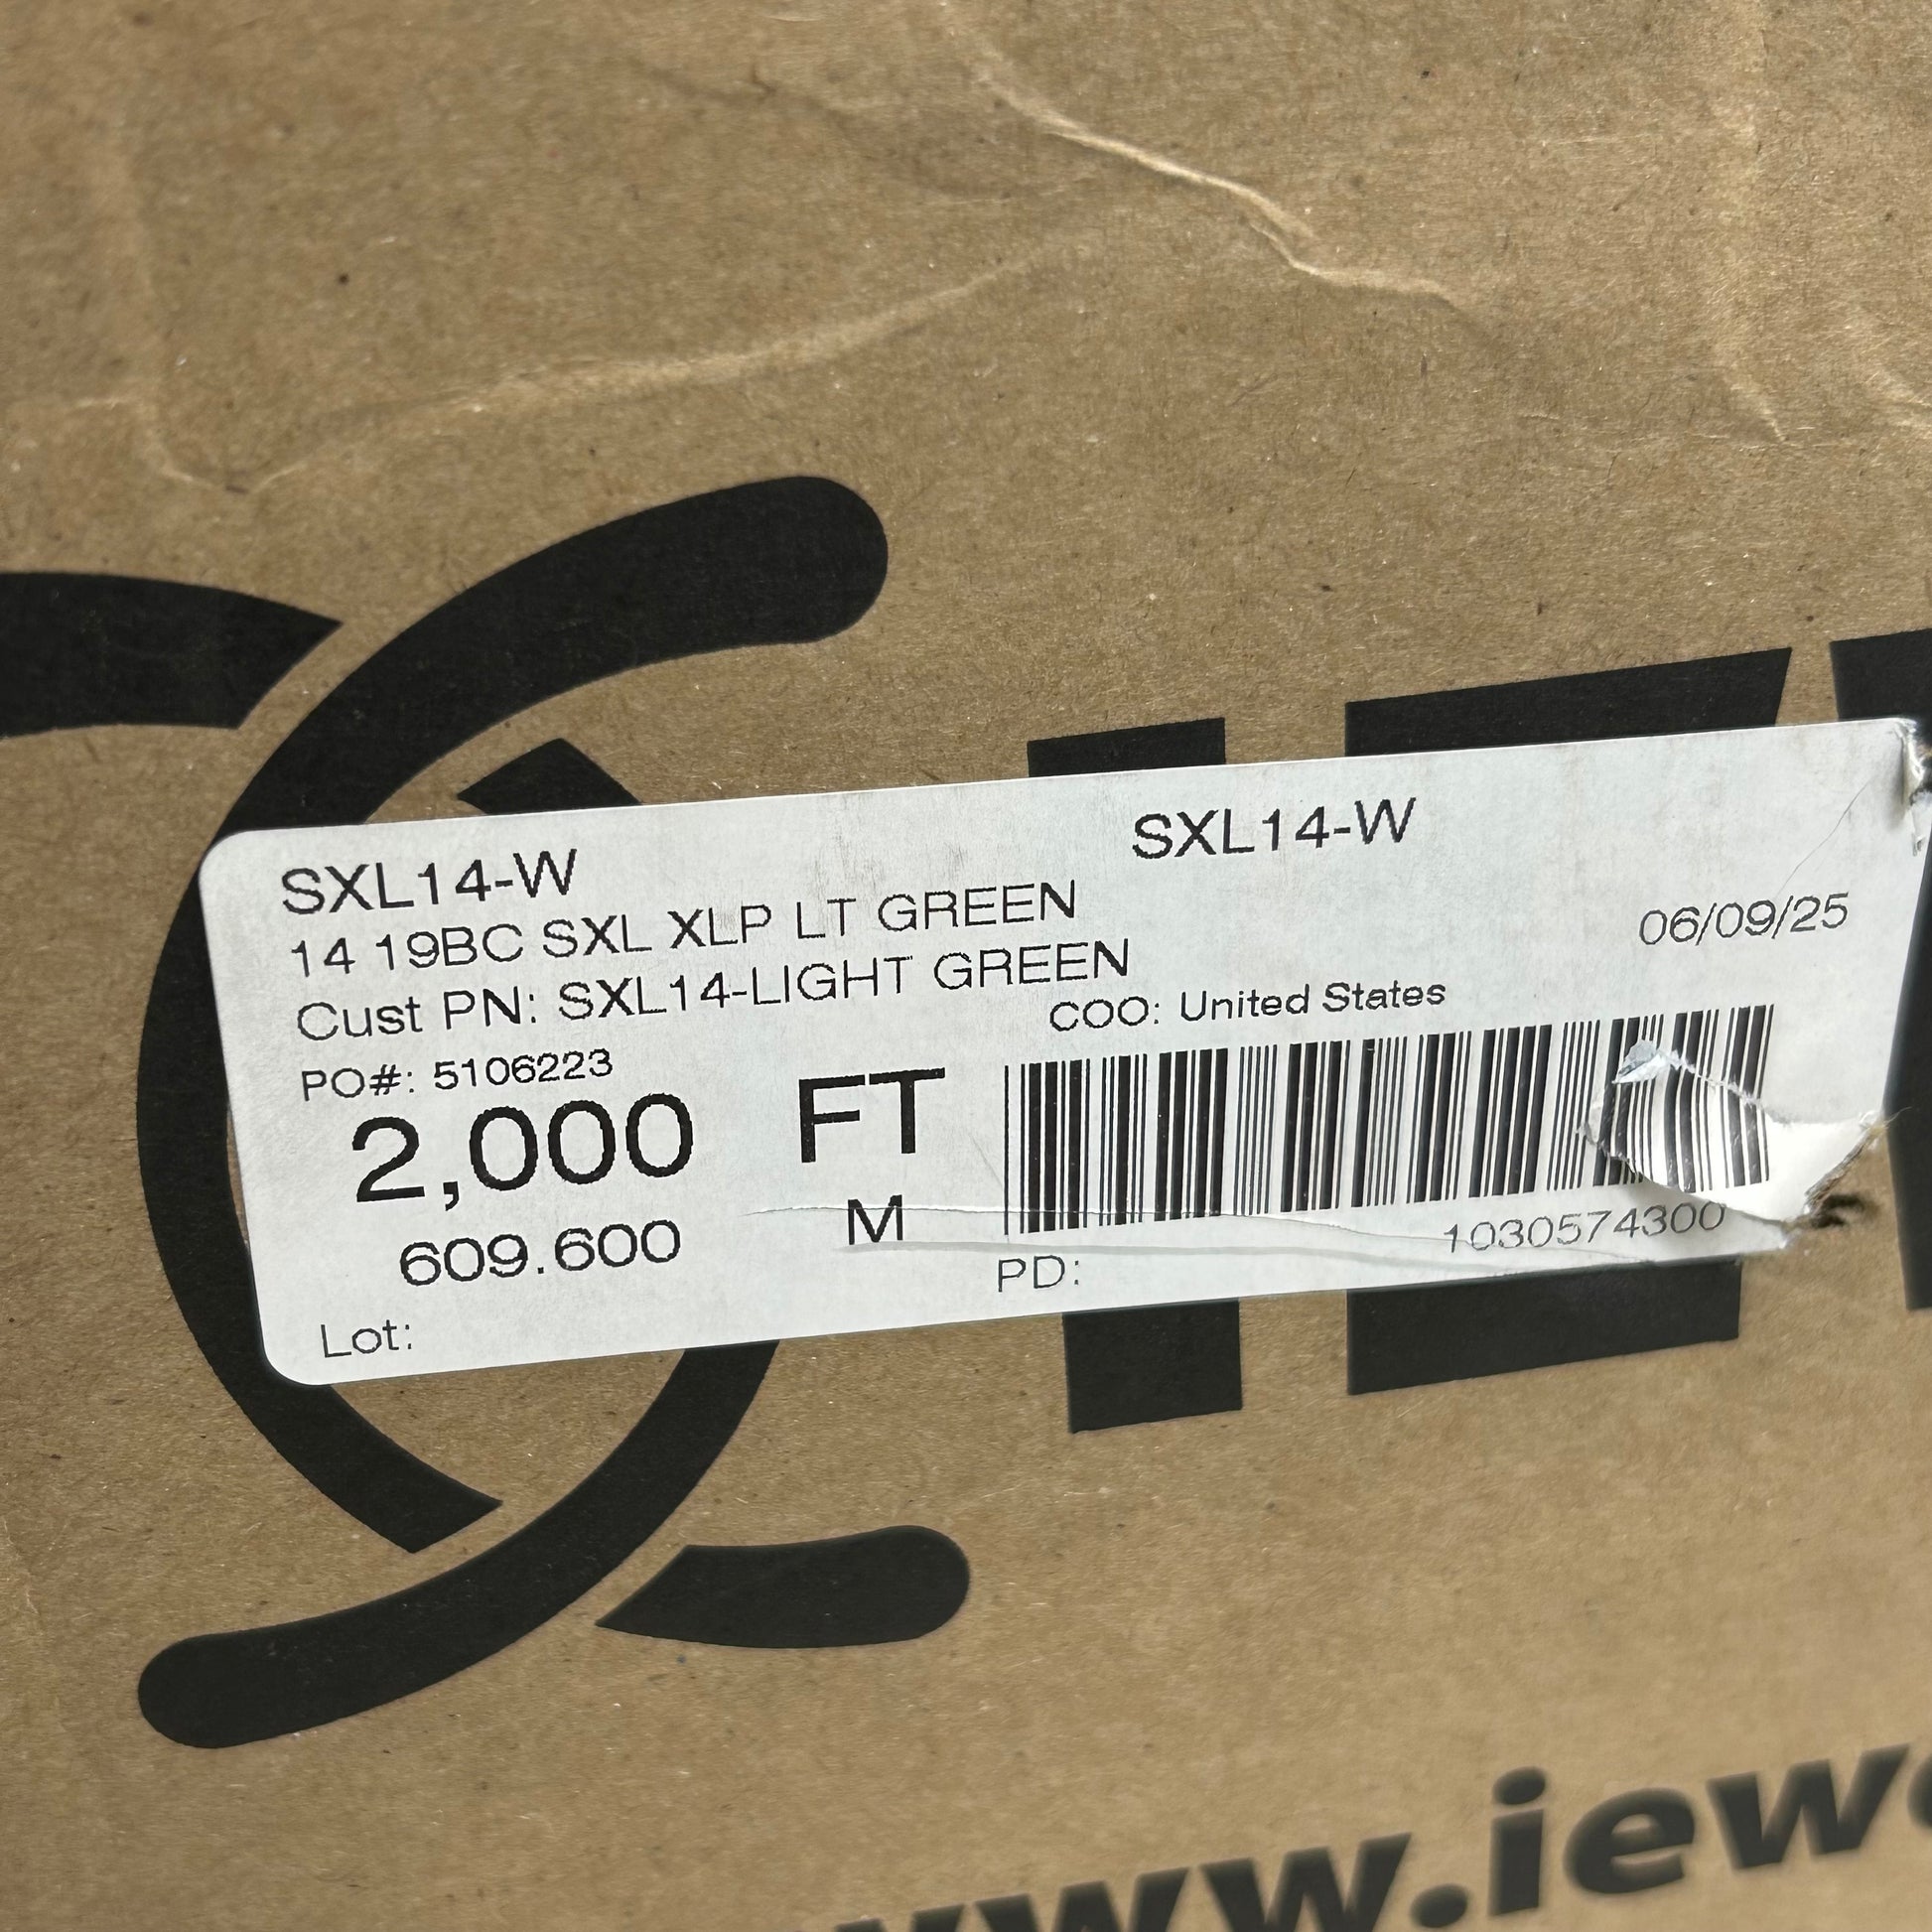 SXL14-W
SXL14-W
14 19BC SXL XLP LT GREEN
06/09/25
Cust PN: SXL14-LIGHT GREEN
COO: United States
PO#: 5106223
2,000 FT
609.600 M
1030574300
PD:
Lot: